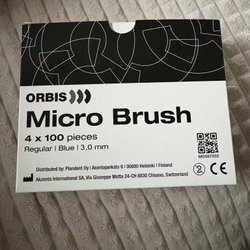 ORBIS
Micro Brush
4 x 100 pieces
Regular | Blue | 3,0 mm
Distributed by: Plandent Oy | Asentajankatu 6 | 00880 Helsinki | Finland
Akzenta International SA, Via Giuseppe Motta 24-CH 6830 Chiasso, Switzerland